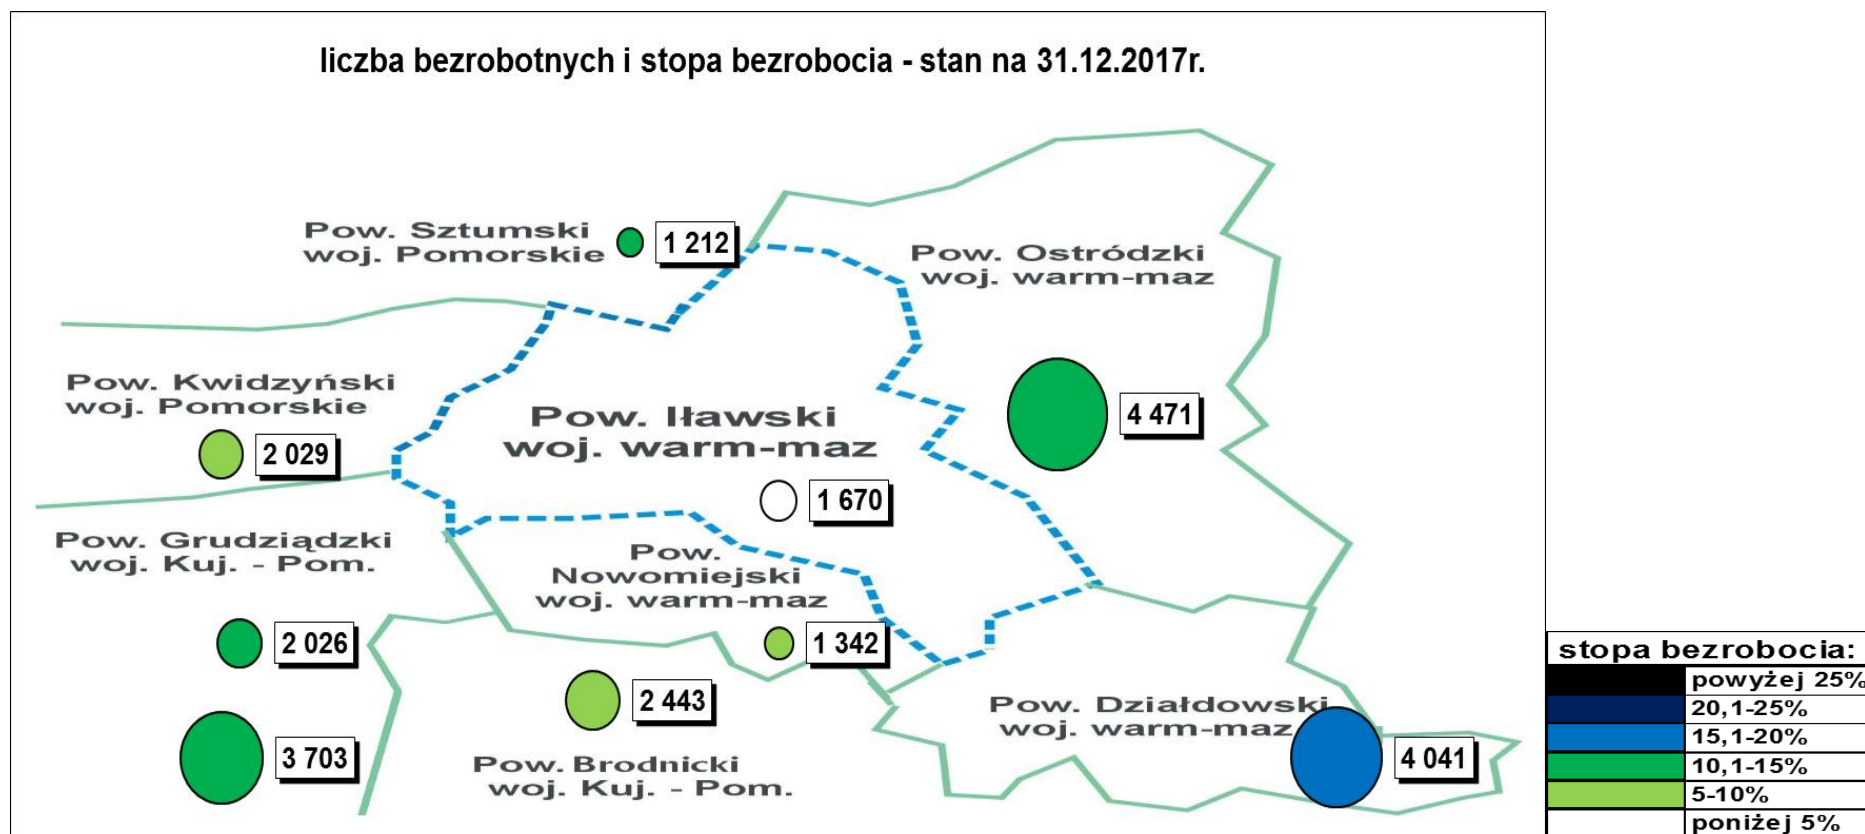 liczba bezrobotnych i stopa bezrobocia - stan na 31.12.2017r.
Pow. Sztumski
woj. Pomorskie
1 212
Pow. Ostródzki
woj. warm-maz
Pow. Kwidzyński
woj. Pomorskie
2 029
Pow. Iławski
woj. warm-maz
4 471
1 670
Pow. Grudziądzki
woj. Kuj. - Pom.
Pow.
Nowomiejski
woj. warm-maz
2 026
1 342
2 443
3 703
Pow. Brodnicki
woj. Kuj. - Pom.
Pow. Działdowski
woj. warm-maz
4 041
stopa bezrobocia:
powyżej 25%
20,1-25%
15,1-20%
10,1-15%
5-10%
poniżej 5%